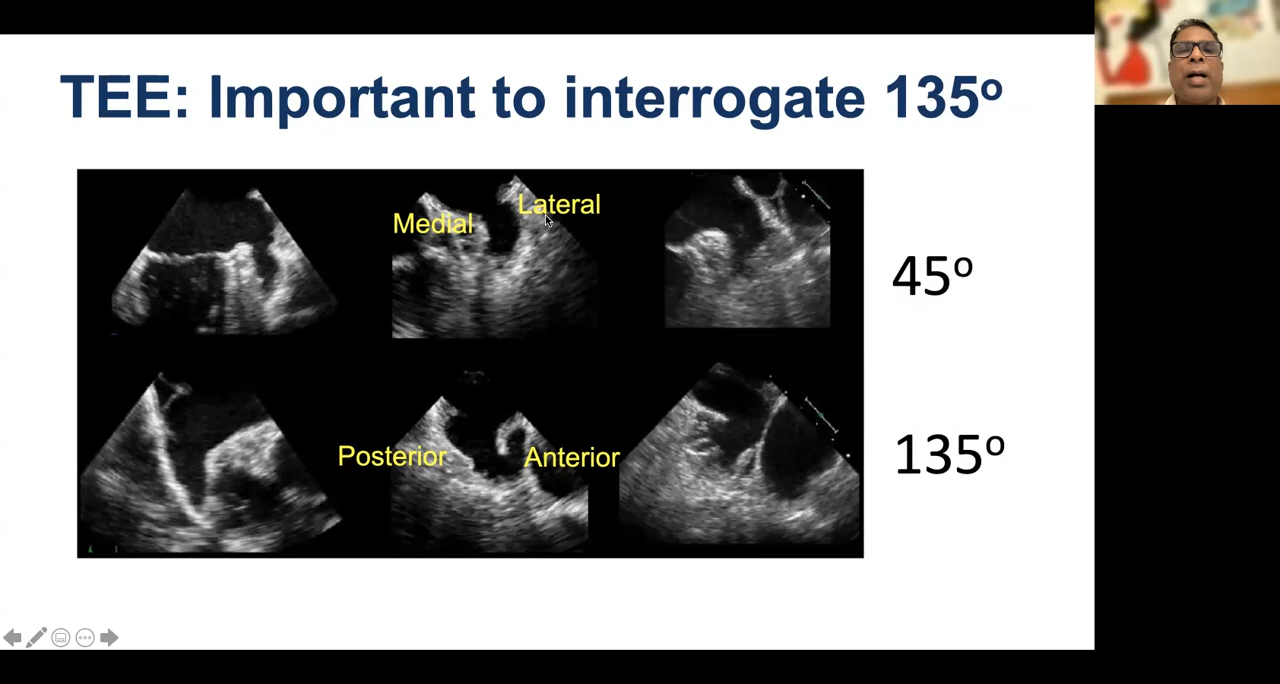 TEE: Important to interrogate 135º
Medial
Lateral
45º
Posterior
Anterior
135º